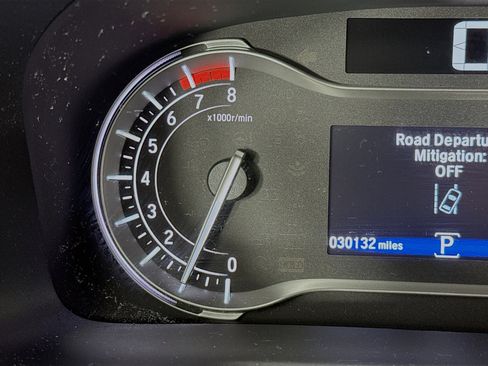 8
7
6
5
4
3
2
1
0
x1000r/min
Road Departu
Mitigation:
OFF
030132 miles
P